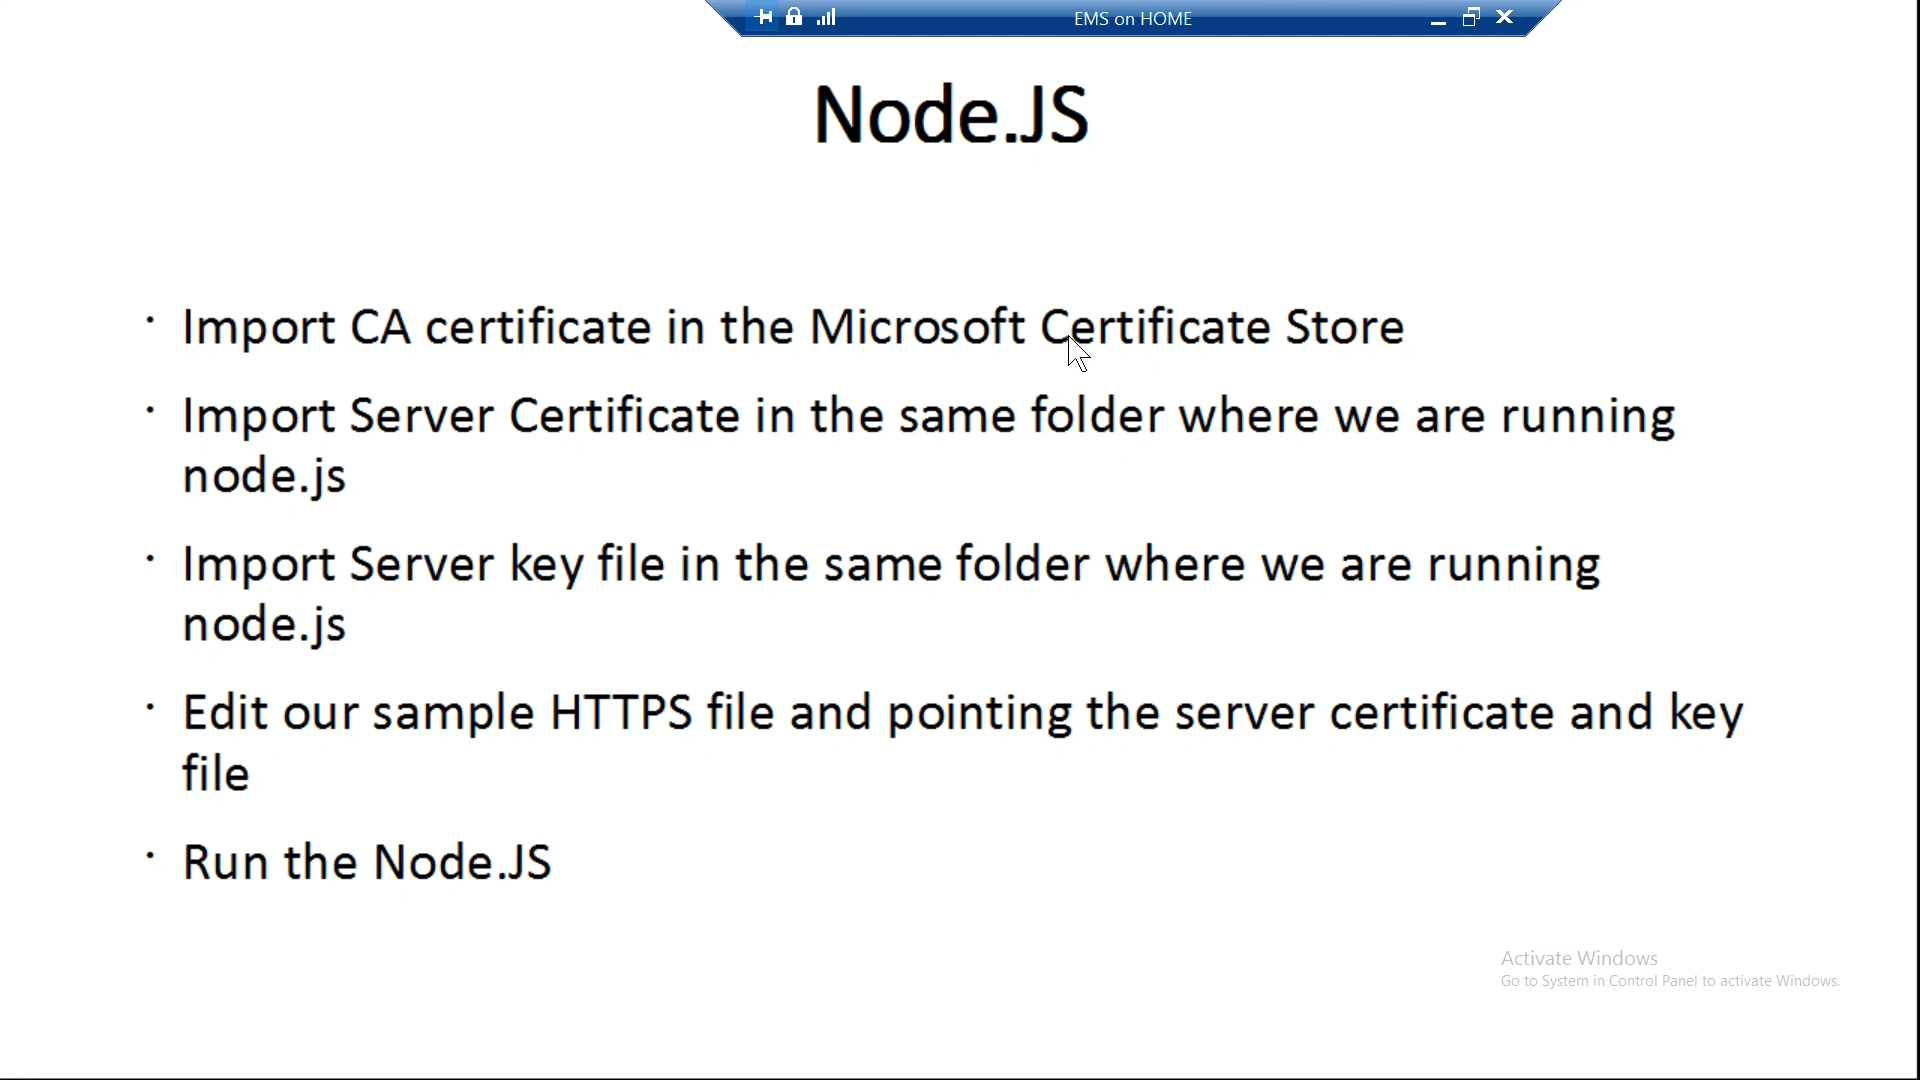 EMS on HOME
Node.JS
· Import CA certificate in the Microsoft Certificate Store
· Import Server Certificate in the same folder where we are running
node.js
· Import Server key file in the same folder where we are running
node.js
· Edit our sample HTTPS file and pointing the server certificate and key
file
· Run the Node.JS
Activate Windows
Go to System in Control Panel to activate Windows.